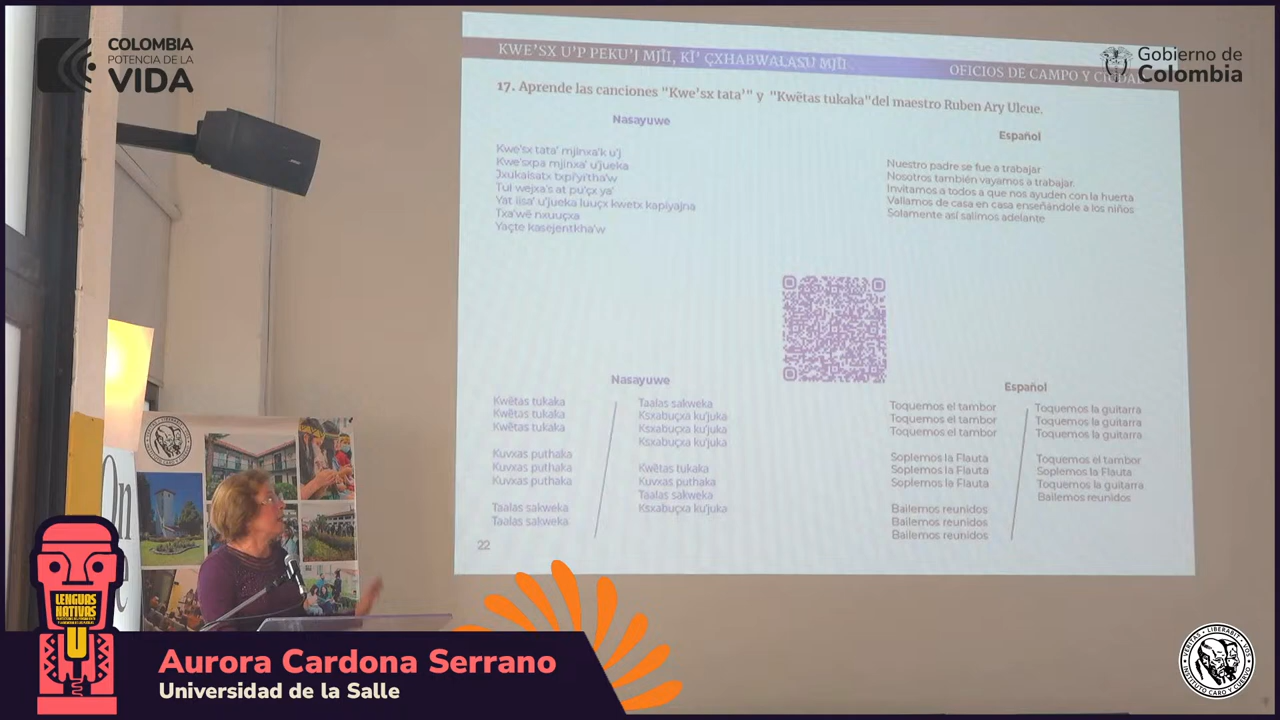 COLOMBIA
POTENCIA DE LA
VIDA
Gobierno de
Colombia
KWE'SX U'P PEKU'J MJĨI, KĨ' ÇXHABWALAꞨU MJĨI
OFICIOS DE CAMPO Y CIUDAD
17. Aprende las canciones "Kwe'sx tata'" y "Kwẽtas tukaka"del maestro Ruben Ary Ulcue.
Nasayuwe
Kwe'sx tata' mjinxa'k u'j
Kwe'sxpa mjinxa' u'jueka
Jxukaisatx txpi'yi'tha'w
Tul wejxa's at pu'çx ya'
Yat iisa' u'jueka luuçx kwetx kapiyajna
Txa'wẽ nxuuçxa
Yaçte kasejentkha'w
Español
Nuestro padre se fue a trabajar
Nosotros también vayamos a trabajar.
Invitamos a todos a que nos ayuden con la huerta
Vallamos de casa en casa enseñándole a los niños
Solamente así salimos adelante
Nasayuwe
Kwẽtas tukaka
Kwẽtas tukaka
Kwẽtas tukaka
Kuvxas puthaka
Kuvxas puthaka
Kuvxas puthaka
Taalas sakweka
Taalas sakweka
Taalas sakweka
Ksxabuçxa ku'juka
Ksxabuçxa ku'juka
Ksxabuçxa ku'juka
Kwẽtas tukaka
Kuvxas puthaka
Taalas sakweka
Ksxabuçxa ku'juka
Español
Toquemos el tambor
Toquemos el tambor
Toquemos el tambor
Soplemos la Flauta
Soplemos la Flauta
Soplemos la Flauta
Bailemos reunidos
Bailemos reunidos
Bailemos reunidos
Toquemos la guitarra
Toquemos la guitarra
Toquemos la guitarra
Toquemos el tambor
Soplemos la Flauta
Toquemos la guitarra
Bailemos reunidos
22
LENGUAS
NATIVAS
Aurora Cardona Serrano
Universidad de la Salle
VERITAS LIBERABIT VOS
INSTITUTO CARO Y CUERVO